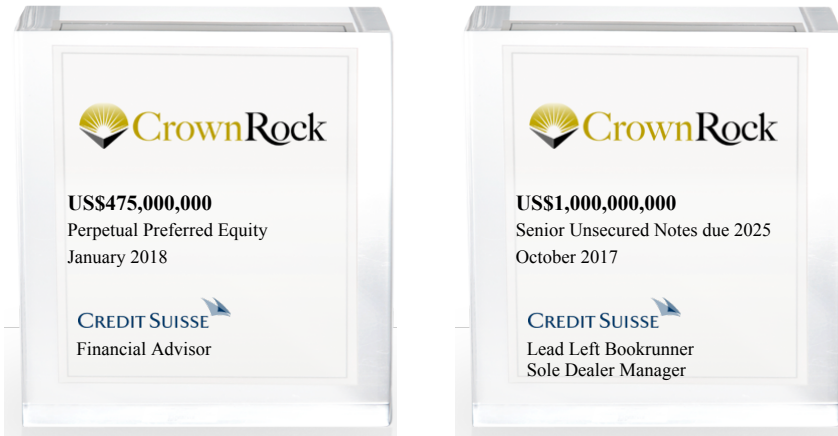 CrownRock
US$475,000,000
Perpetual Preferred Equity
January 2018
CREDIT SUISSE
Financial Advisor
CrownRock
US$1,000,000,000
Senior Unsecured Notes due 2025
October 2017
CREDIT SUISSE
Lead Left Bookrunner
Sole Dealer Manager